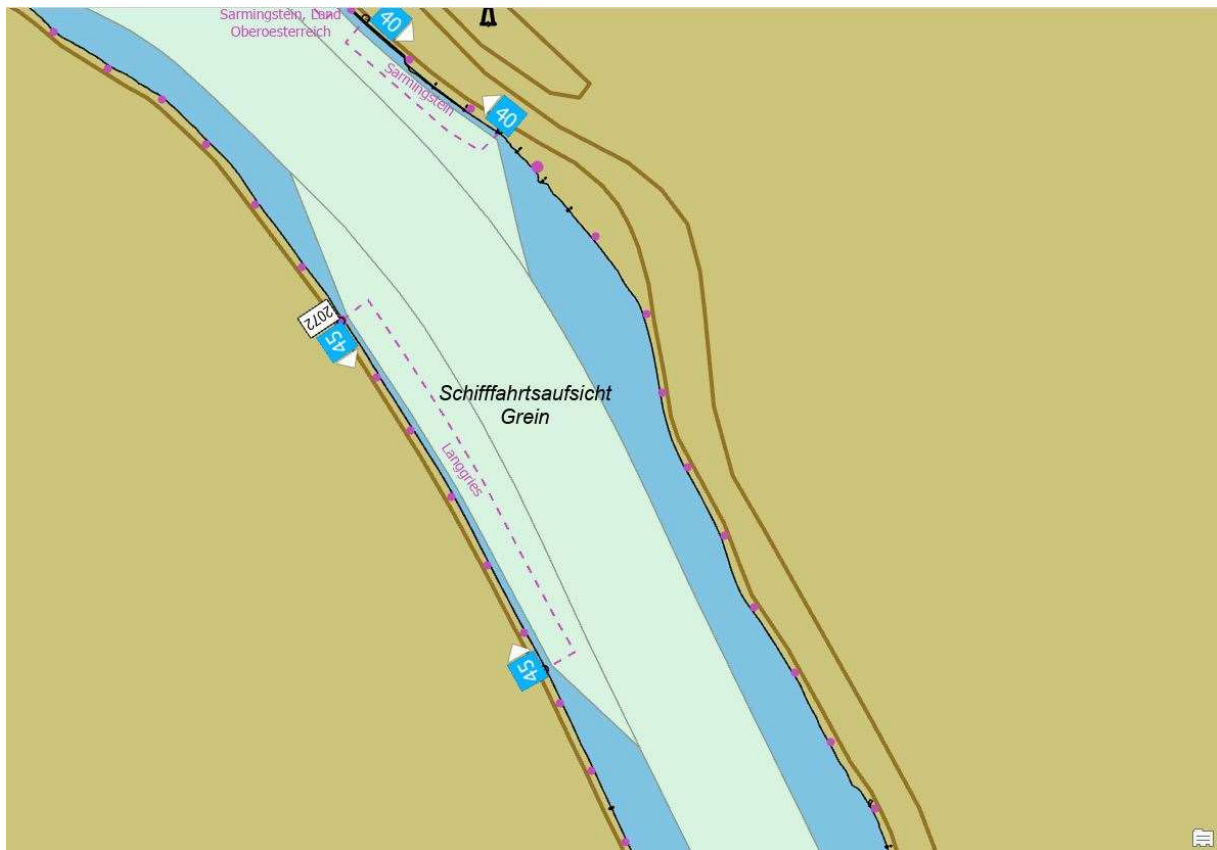 Sarmingstein, Land
Oberoesterreich
40
Sarmingstein
40
2072
45
Schifffahrtsaufsicht
Grein
Langgries
45